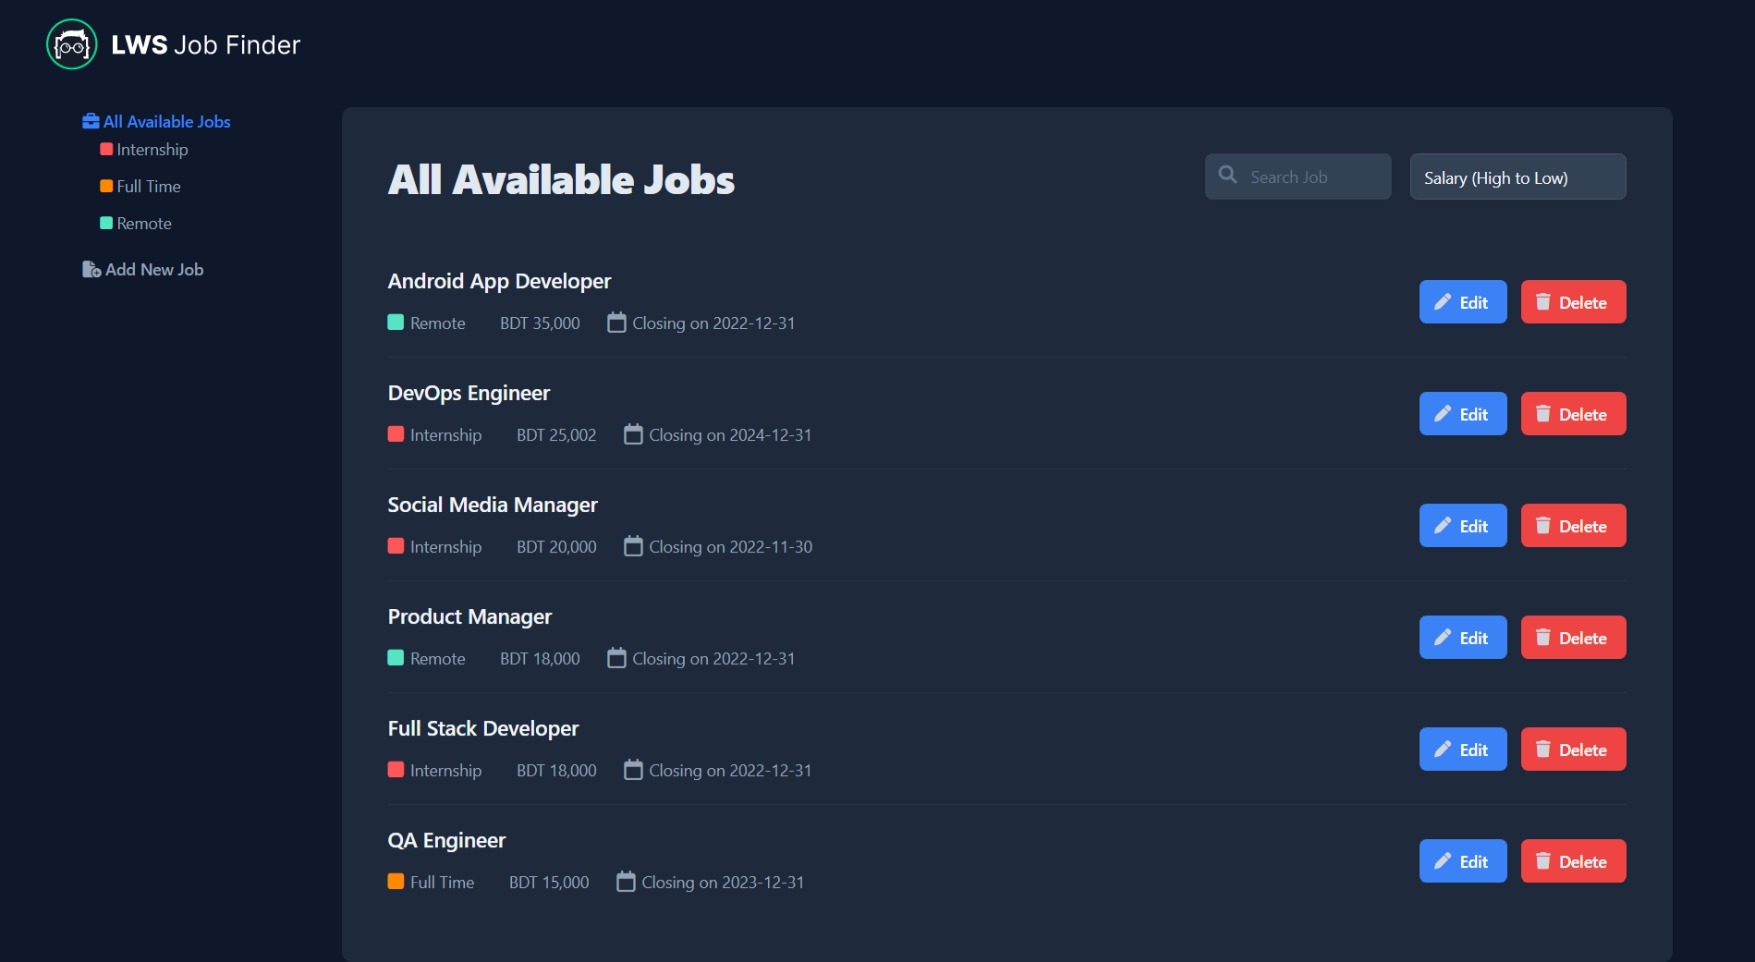 LWS Job Finder
All Available Jobs
Internship
Full Time
Remote
Add New Job
All Available Jobs
Search Job
Salary (High to Low)
Android App Developer
Remote BDT 35,000 Closing on 2022-12-31
Edit Delete
DevOps Engineer
Internship BDT 25,002 Closing on 2024-12-31
Edit Delete
Social Media Manager
Internship BDT 20,000 Closing on 2022-11-30
Edit Delete
Product Manager
Remote BDT 18,000 Closing on 2022-12-31
Edit Delete
Full Stack Developer
Internship BDT 18,000 Closing on 2022-12-31
Edit Delete
QA Engineer
Full Time BDT 15,000 Closing on 2023-12-31
Edit Delete